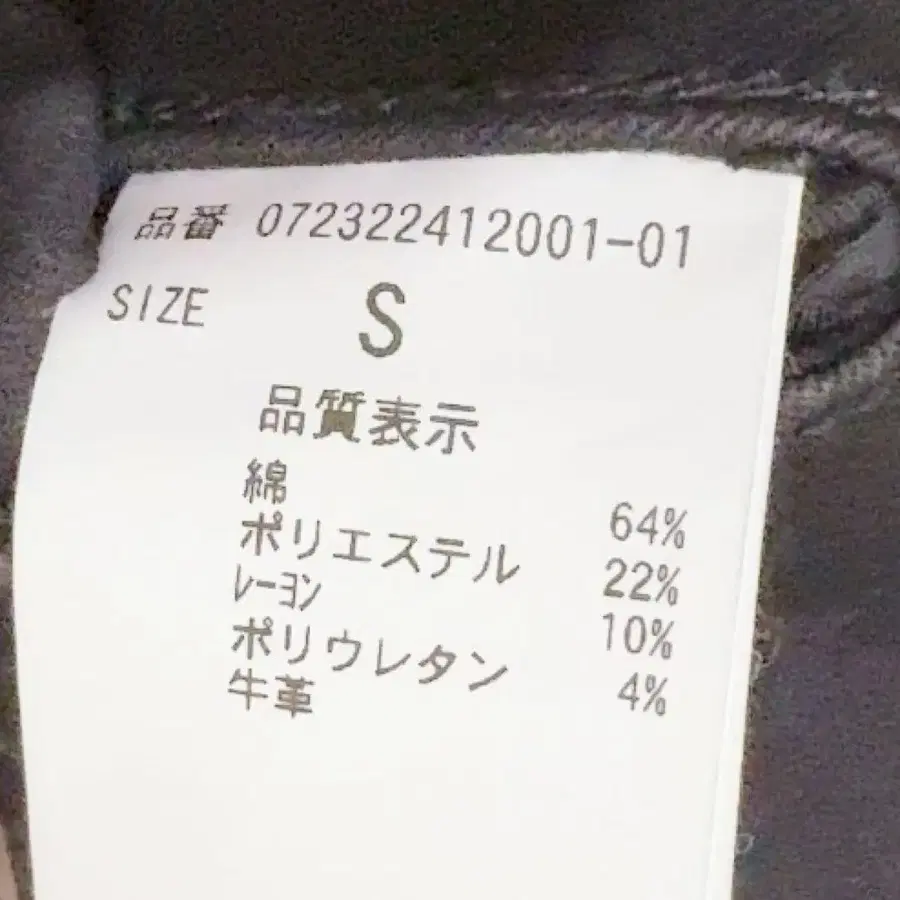 品番 072322412001-01
SIZE S
品質表示
綿 64%
ポリエステル 22%
レーヨン 10%
ポリウレタン 4%
牛革